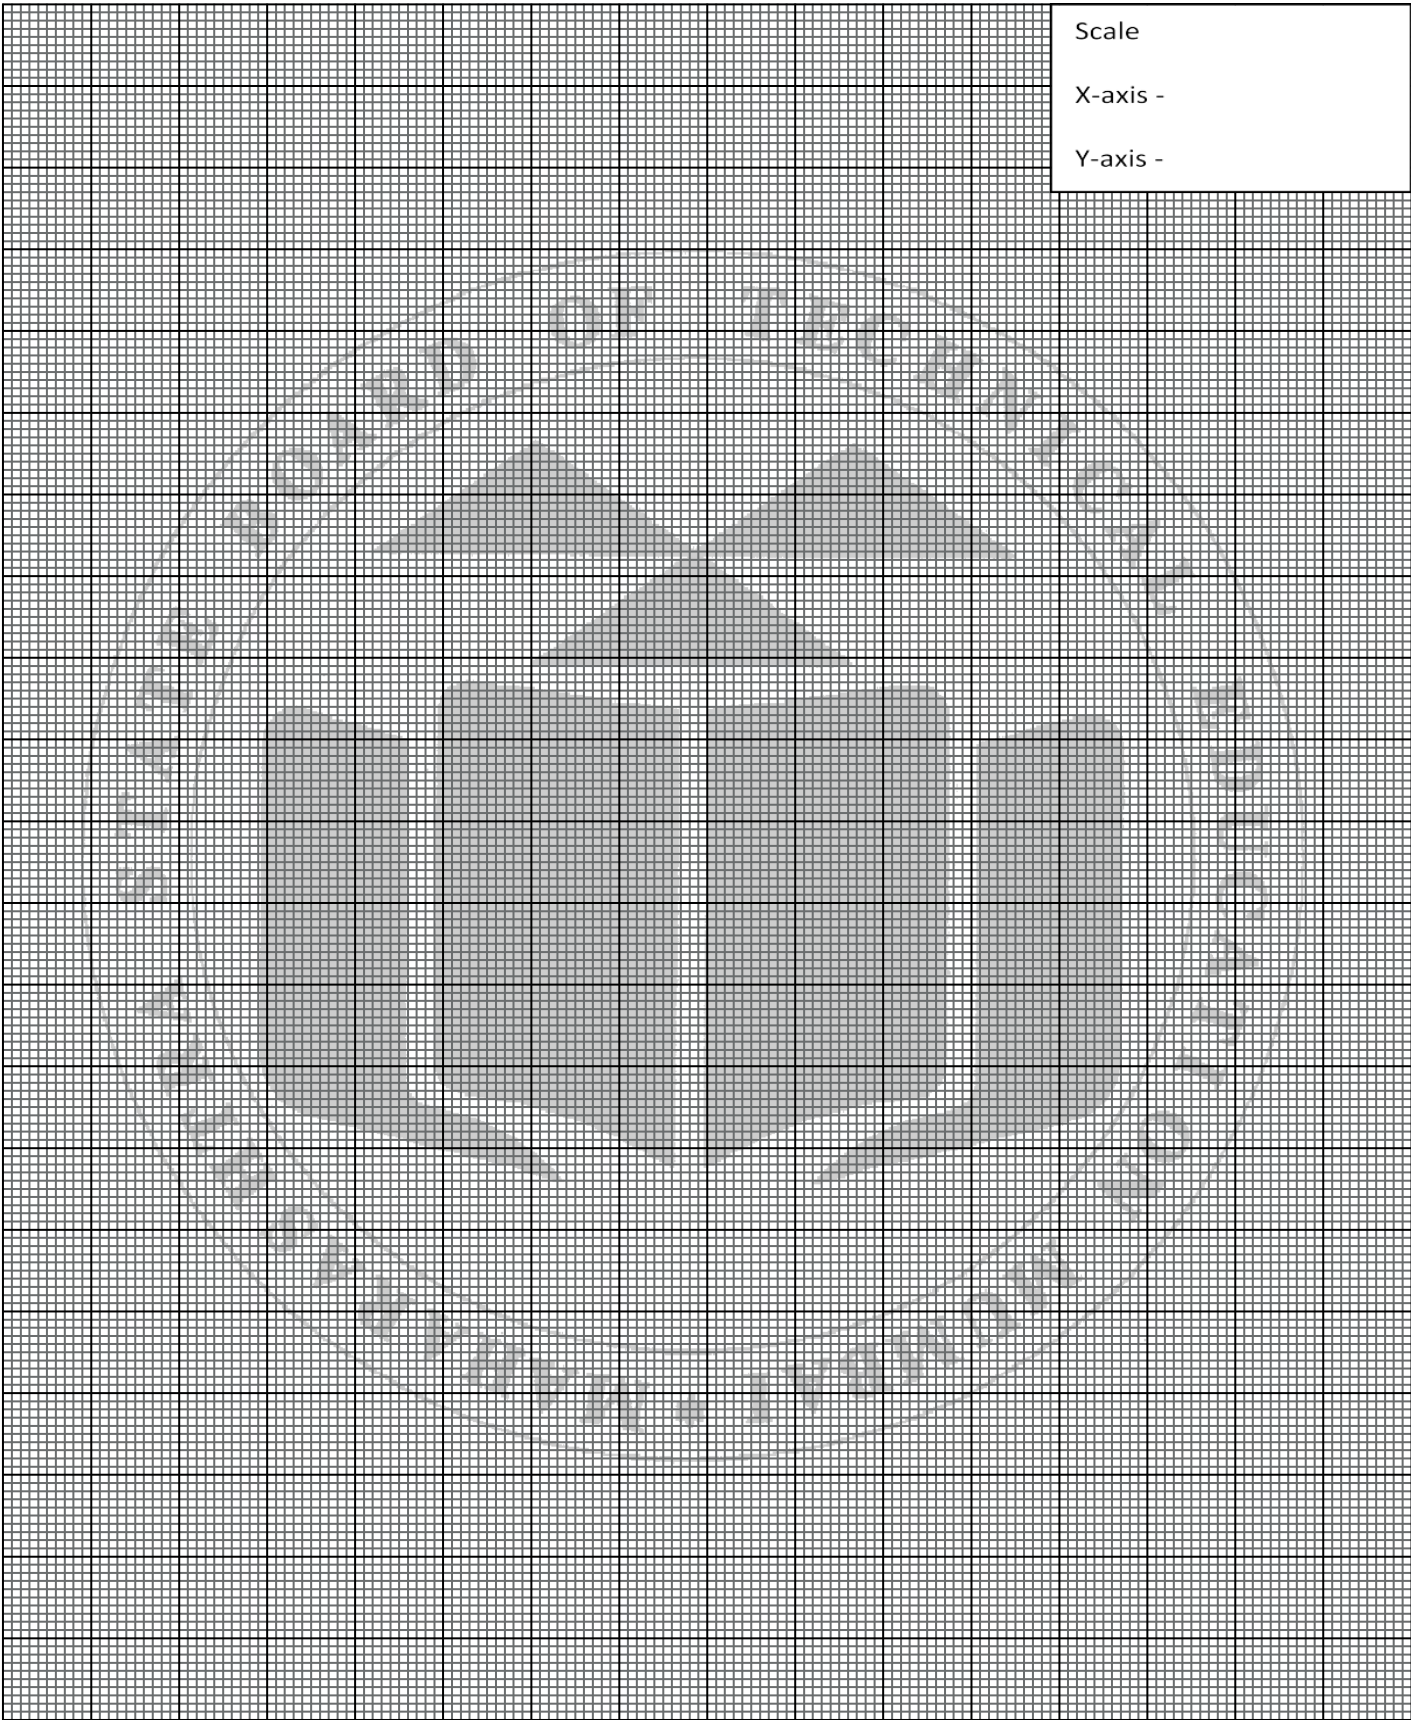 Scale
X-axis -
Y-axis -
MAHARASHTRA STATE BOARD OF TECHNICAL EDUCATION MUMBAI